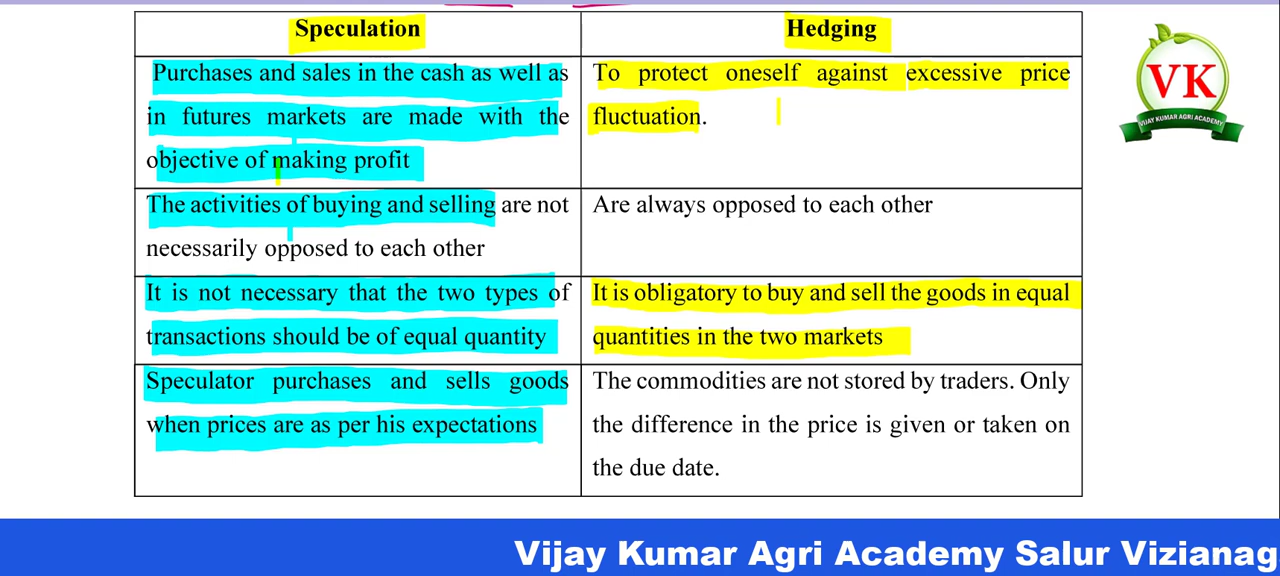 Speculation
Hedging
Purchases and sales in the cash as well as
in futures markets are made with the
objective of making profit
To protect oneself against excessive price
fluctuation.
The activities of buying and selling are not
necessarily opposed to each other
Are always opposed to each other
It is not necessary that the two types of
transactions should be of equal quantity
It is obligatory to buy and sell the goods in equal
quantities in the two markets
Speculator purchases and sells goods
when prices are as per his expectations
The commodities are not stored by traders. Only
the difference in the price is given or taken on
the due date.
VK
VIJAY KUMAR AGRI ACADEMY
Vijay Kumar Agri Academy Salur Vizianag